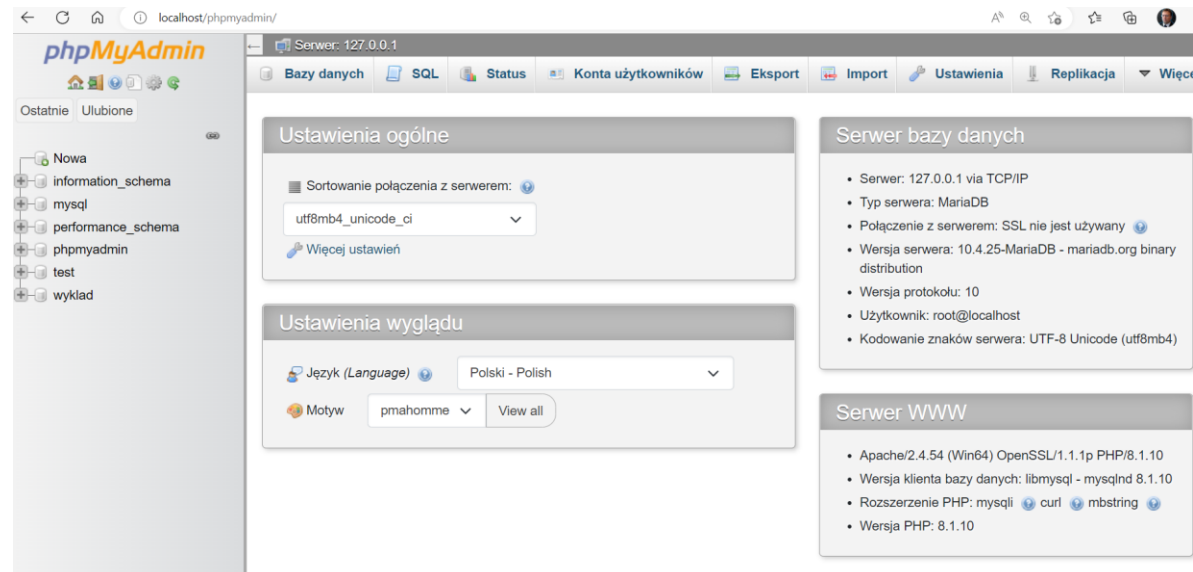 localhost/phpmyadmin/
phpMyAdmin
Ostatnie Ulubione
Nowa
information_schema
mysql
performance_schema
phpmyadmin
test
wyklad
Serwer: 127.0.0.1
Bazy danych SQL Status Konta użytkowników Eksport Import Ustawienia Replikacja Więce
Ustawienia ogólne
Sortowanie połączenia z serwerem:
utf8mb4_unicode_ci
Więcej ustawień
Ustawienia wyglądu
Język (Language) Polski - Polish
Motyw pmahomme View all
Serwer bazy danych
• Serwer: 127.0.0.1 via TCP/IP
• Typ serwera: MariaDB
• Połączenie z serwerem: SSL nie jest używany
• Wersja serwera: 10.4.25-MariaDB - mariadb.org binary
distribution
• Wersja protokołu: 10
• Użytkownik: root@localhost
• Kodowanie znaków serwera: UTF-8 Unicode (utf8mb4)
Serwer WWW
• Apache/2.4.54 (Win64) OpenSSL/1.1.1p PHP/8.1.10
• Wersja klienta bazy danych: libmysql - mysqlnd 8.1.10
• Rozszerzenie PHP: mysqli curl mbstring
• Wersja PHP: 8.1.10